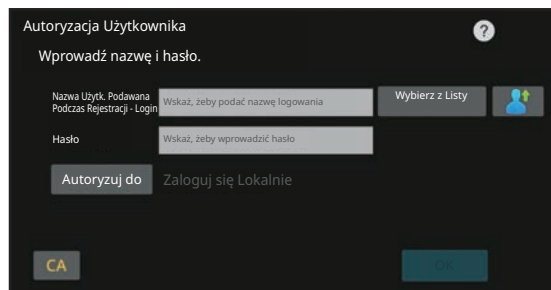 Autoryzacja Użytkownika
?
Wprowadź nazwę i hasło.
Nazwa Użytk. Podawana
Podczas Rejestracji - Login
Wskaż, żeby podać nazwę logowania
Wybierz z Listy
Hasło
Wskaż, żeby wprowadzić hasło
Autoryzuj do
Zaloguj się Lokalnie
CA
OK